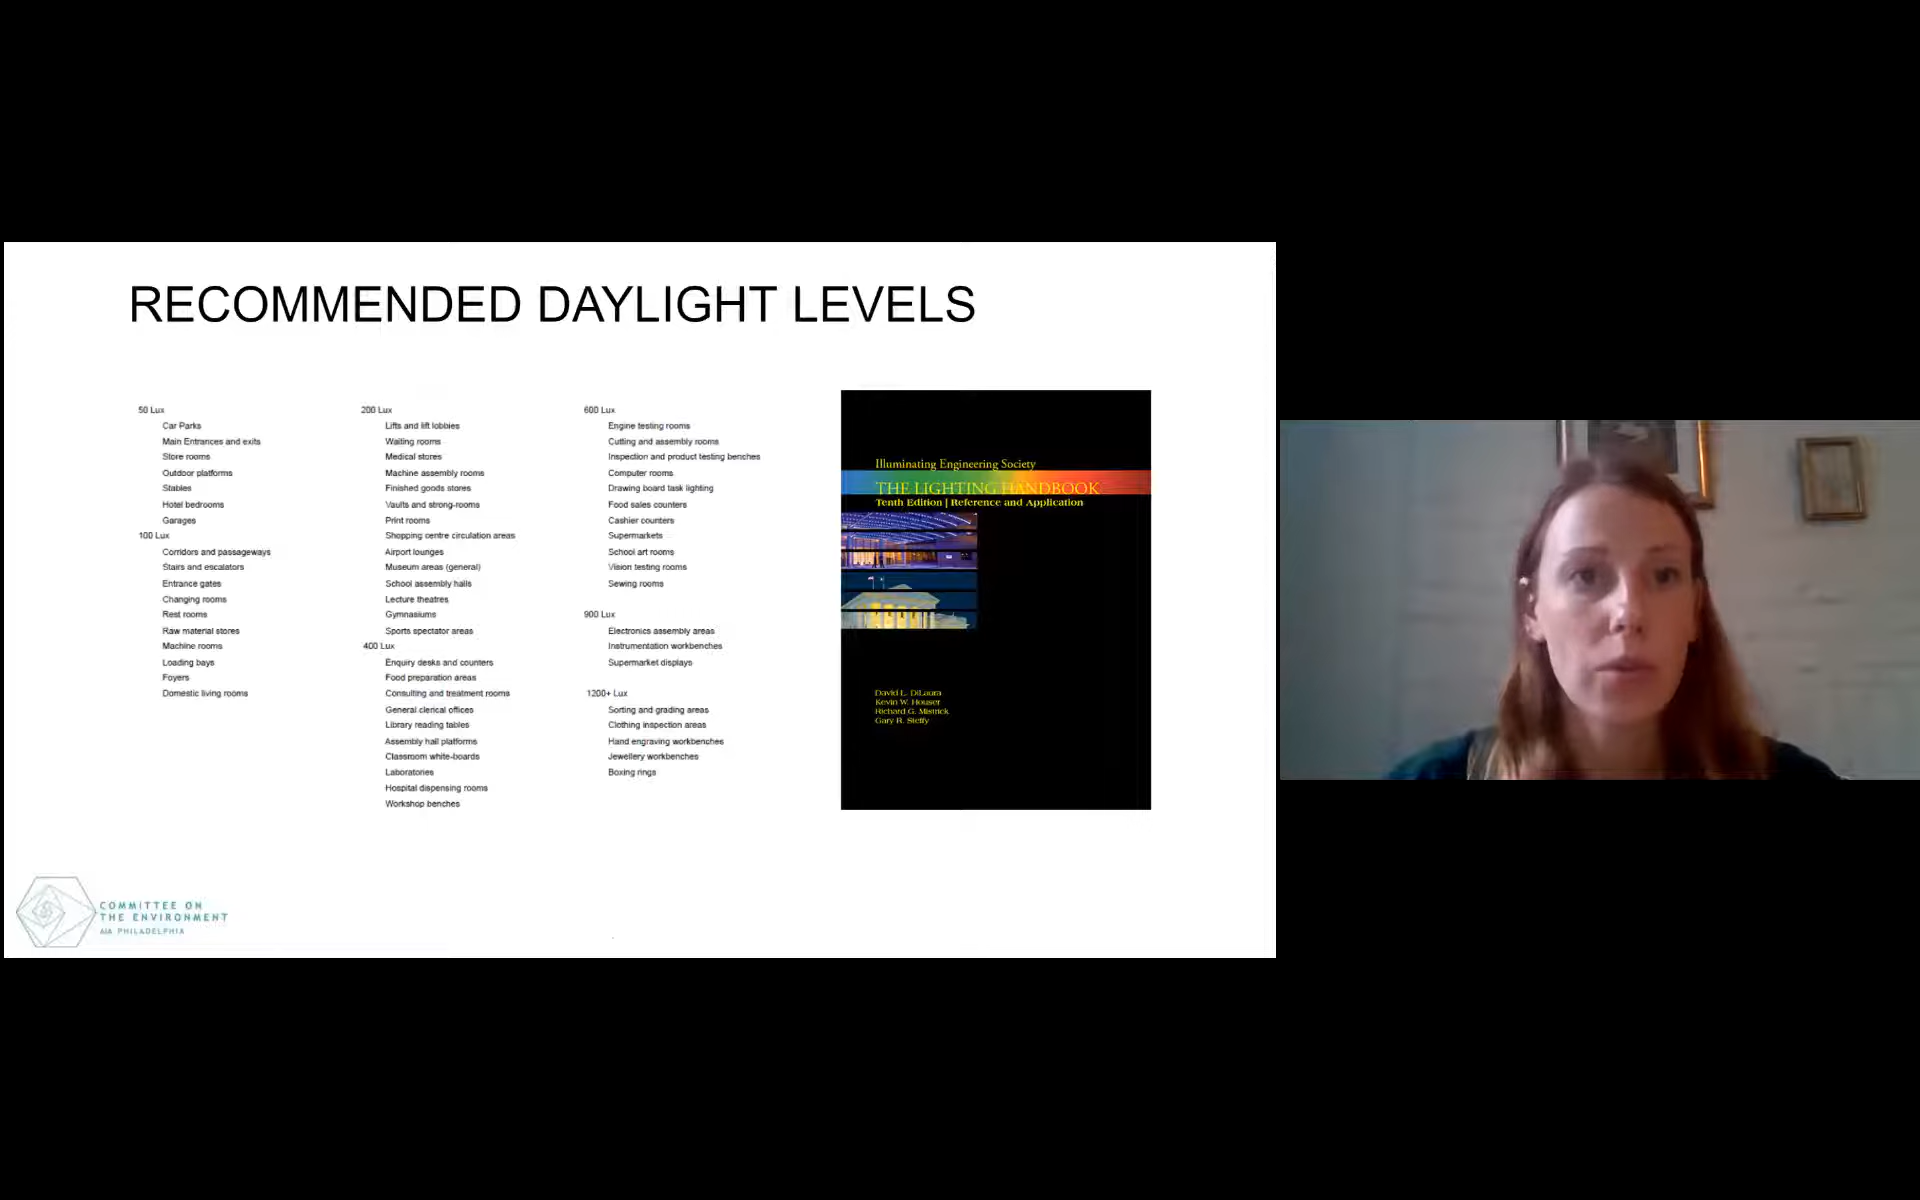 RECOMMENDED DAYLIGHT LEVELS
50 Lux
Car Parks
Main Entrances and exits
Store rooms
Outdoor platforms
Stables
Hotel bedrooms
Garages
100 Lux
Corridors and passageways
Stairs and escalators
Entrance gates
Changing rooms
Rest rooms
Raw material stores
Machine rooms
Loading bays
Foyers
Domestic living rooms
200 Lux
Lifts and lift lobbies
Waiting rooms
Medical stores
Machine assembly rooms
Finished goods stores
Vaults and strong-rooms
Print rooms
Shopping centre circulation areas
Airport lounges
Museum areas (general)
School assembly halls
Lecture theatres
Gymnasiums
Sports spectator areas
400 Lux
Enquiry desks and counters
Food preparation areas
Consulting and treatment rooms
General clerical offices
Library reading tables
Assembly hall platforms
Classroom white-boards
Laboratories
Hospital dispensing rooms
Workshop benches
600 Lux
Engine testing rooms
Cutting and assembly rooms
Inspection and product testing benches
Computer rooms
Drawing board task lighting
Food sales counters
Cashier counters
Supermarkets
School art rooms
Vision testing rooms
Sewing rooms
900 Lux
Electronics assembly areas
Instrumentation workbenches
Supermarket displays
1200+ Lux
Sorting and grading areas
Clothing inspection areas
Hand engraving workbenches
Jewellery workbenches
Boxing rings
Illuminating Engineering Society
THE LIGHTING HANDBOOK
Tenth Edition | Reference and Application
David L. DiLaura
Kevin W. Houser
Richard G. Mistrick
Gary R. Steffy
COMMITTEE ON
THE ENVIRONMENT
AIA PHILADELPHIA